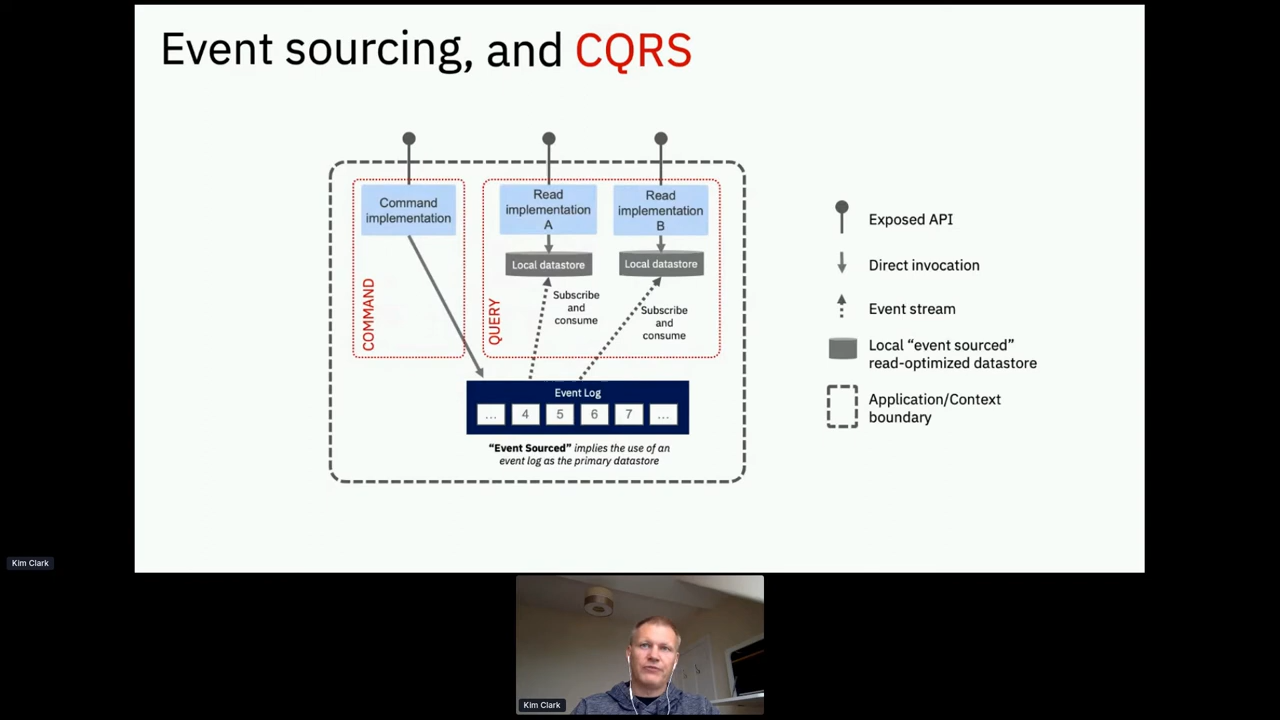 Event sourcing, and CQRS
Command
implementation
COMMAND
Read
implementation
A
Local datastore
Subscribe
and
consume
Read
implementation
B
Local datastore
Subscribe
and
consume
QUERY
Event Log
... 4 5 6 7 ...
“Event Sourced” implies the use of an
event log as the primary datastore
Exposed API
Direct invocation
Event stream
Local “event sourced”
read-optimized datastore
Application/Context
boundary
Kim Clark
Kim Clark